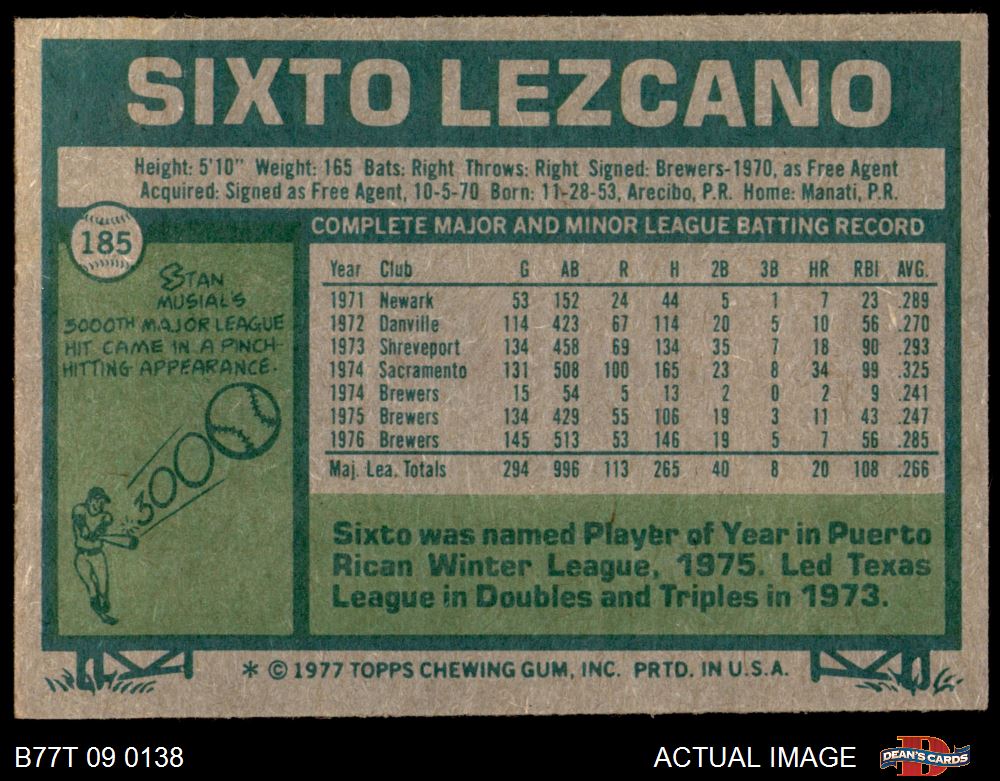 SIXTO LEZCANO
Height: 5'10" Weight: 165 Bats: Right Throws: Right Signed: Brewers-1970, as Free Agent
Acquired: Signed as Free Agent, 10-5-70 Born: 11-28-53, Arecibo, P.R. Home: Manati, P.R.
185
STAN
MUSIAL'S
3000TH MAJOR LEAGUE
HIT CAME IN A PINCH-
HITTING APPEARANCE.
3000
COMPLETE MAJOR AND MINOR LEAGUE BATTING RECORD
Year Club G AB R H 2B 3B HR RBI AVG.
1971 Newark 53 152 24 44 5 1 7 23 .289
1972 Danville 114 423 67 114 20 5 10 56 .270
1973 Shreveport 134 458 69 134 35 7 18 90 .293
1974 Sacramento 131 508 100 165 23 8 34 99 .325
1974 Brewers 15 54 5 13 2 0 2 9 .241
1975 Brewers 134 429 55 106 19 3 11 43 .247
1976 Brewers 145 513 53 146 19 5 7 56 .285
Maj. Lea. Totals 294 996 113 265 40 8 20 108 .266
Sixto was named Player of Year in Puerto
Rican Winter League, 1975. Led Texas
League in Doubles and Triples in 1973.
* © 1977 TOPPS CHEWING GUM, INC. PRTD. IN U.S.A.
B77T 09 0138
ACTUAL IMAGE
DEAN'S CARDS